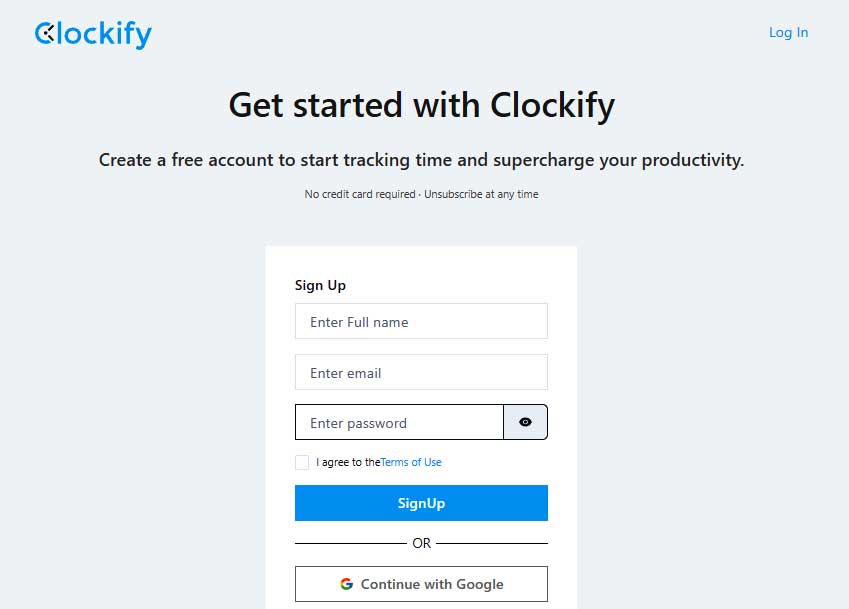 Clockify
Log In
Get started with Clockify
Create a free account to start tracking time and supercharge your productivity.
No credit card required · Unsubscribe at any time
Sign Up
Enter Full name
Enter email
Enter password
I agree to theTerms of Use
SignUp
OR
Continue with Google